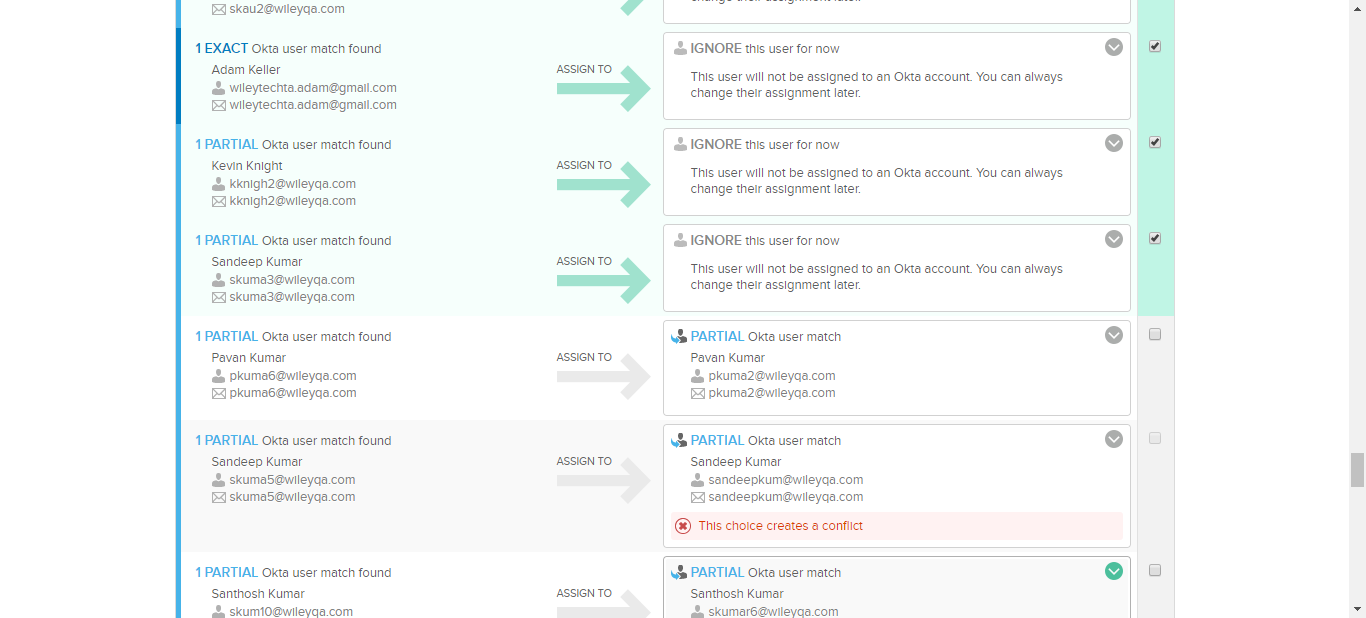 skau2@wileyqa.com
change their assignment later.
1 EXACT Okta user match found
Adam Keller
wileytechta.adam@gmail.com
wileytechta.adam@gmail.com
ASSIGN TO
IGNORE this user for now
This user will not be assigned to an Okta account. You can always
change their assignment later.
1 PARTIAL Okta user match found
Kevin Knight
kknigh2@wileyqa.com
kknigh2@wileyqa.com
ASSIGN TO
IGNORE this user for now
This user will not be assigned to an Okta account. You can always
change their assignment later.
1 PARTIAL Okta user match found
Sandeep Kumar
skuma3@wileyqa.com
skuma3@wileyqa.com
ASSIGN TO
IGNORE this user for now
This user will not be assigned to an Okta account. You can always
change their assignment later.
1 PARTIAL Okta user match found
Pavan Kumar
pkuma6@wileyqa.com
pkuma6@wileyqa.com
ASSIGN TO
PARTIAL Okta user match
Pavan Kumar
pkuma2@wileyqa.com
pkuma2@wileyqa.com
1 PARTIAL Okta user match found
Sandeep Kumar
skuma5@wileyqa.com
skuma5@wileyqa.com
ASSIGN TO
PARTIAL Okta user match
Sandeep Kumar
sandeepkum@wileyqa.com
sandeepkum@wileyqa.com
This choice creates a conflict
1 PARTIAL Okta user match found
Santhosh Kumar
skum10@wileyqa.com
ASSIGN TO
PARTIAL Okta user match
Santhosh Kumar
skumar6@wileyqa.com